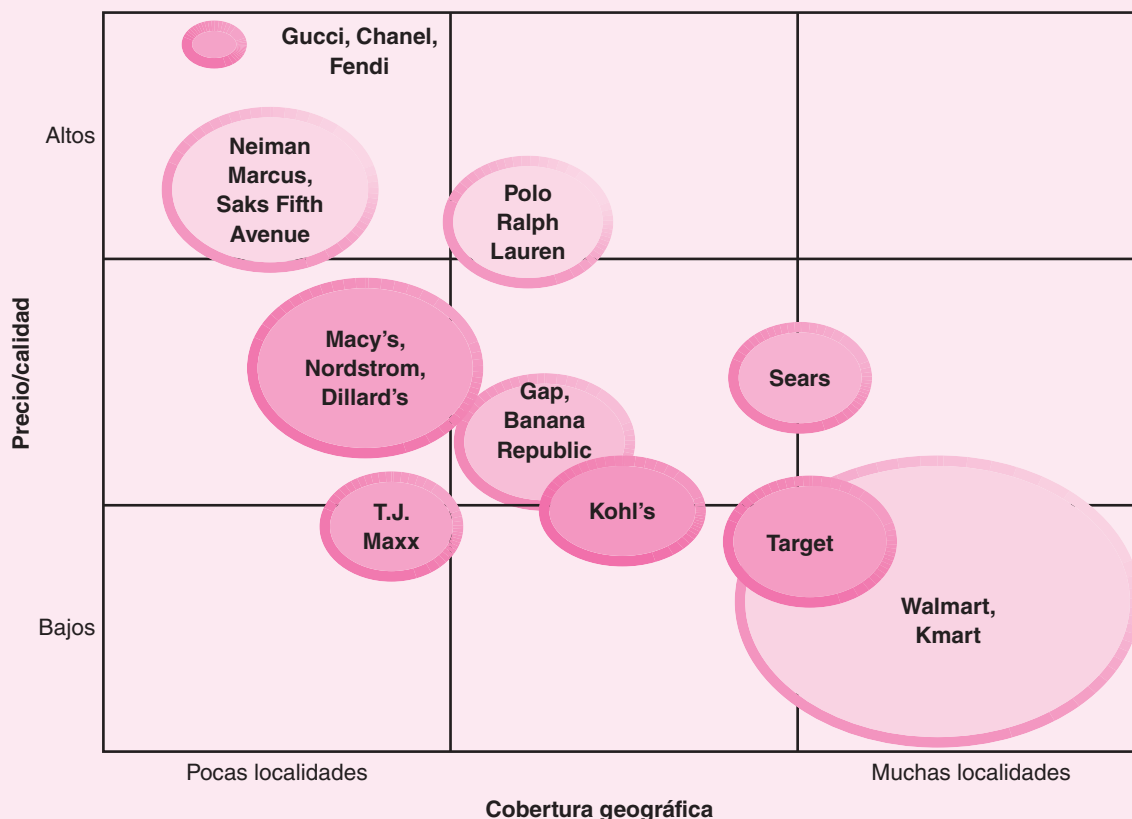 Gucci, Chanel,
Fendi
Altos
Neiman
Marcus,
Saks Fifth
Avenue
Polo
Ralph
Lauren
Precio/calidad
Macy’s,
Nordstrom,
Dillard’s
Gap,
Banana
Republic
Sears
T.J.
Maxx
Kohl’s
Target
Walmart,
Kmart
Bajos
Pocas localidades
Muchas localidades
Cobertura geográfica